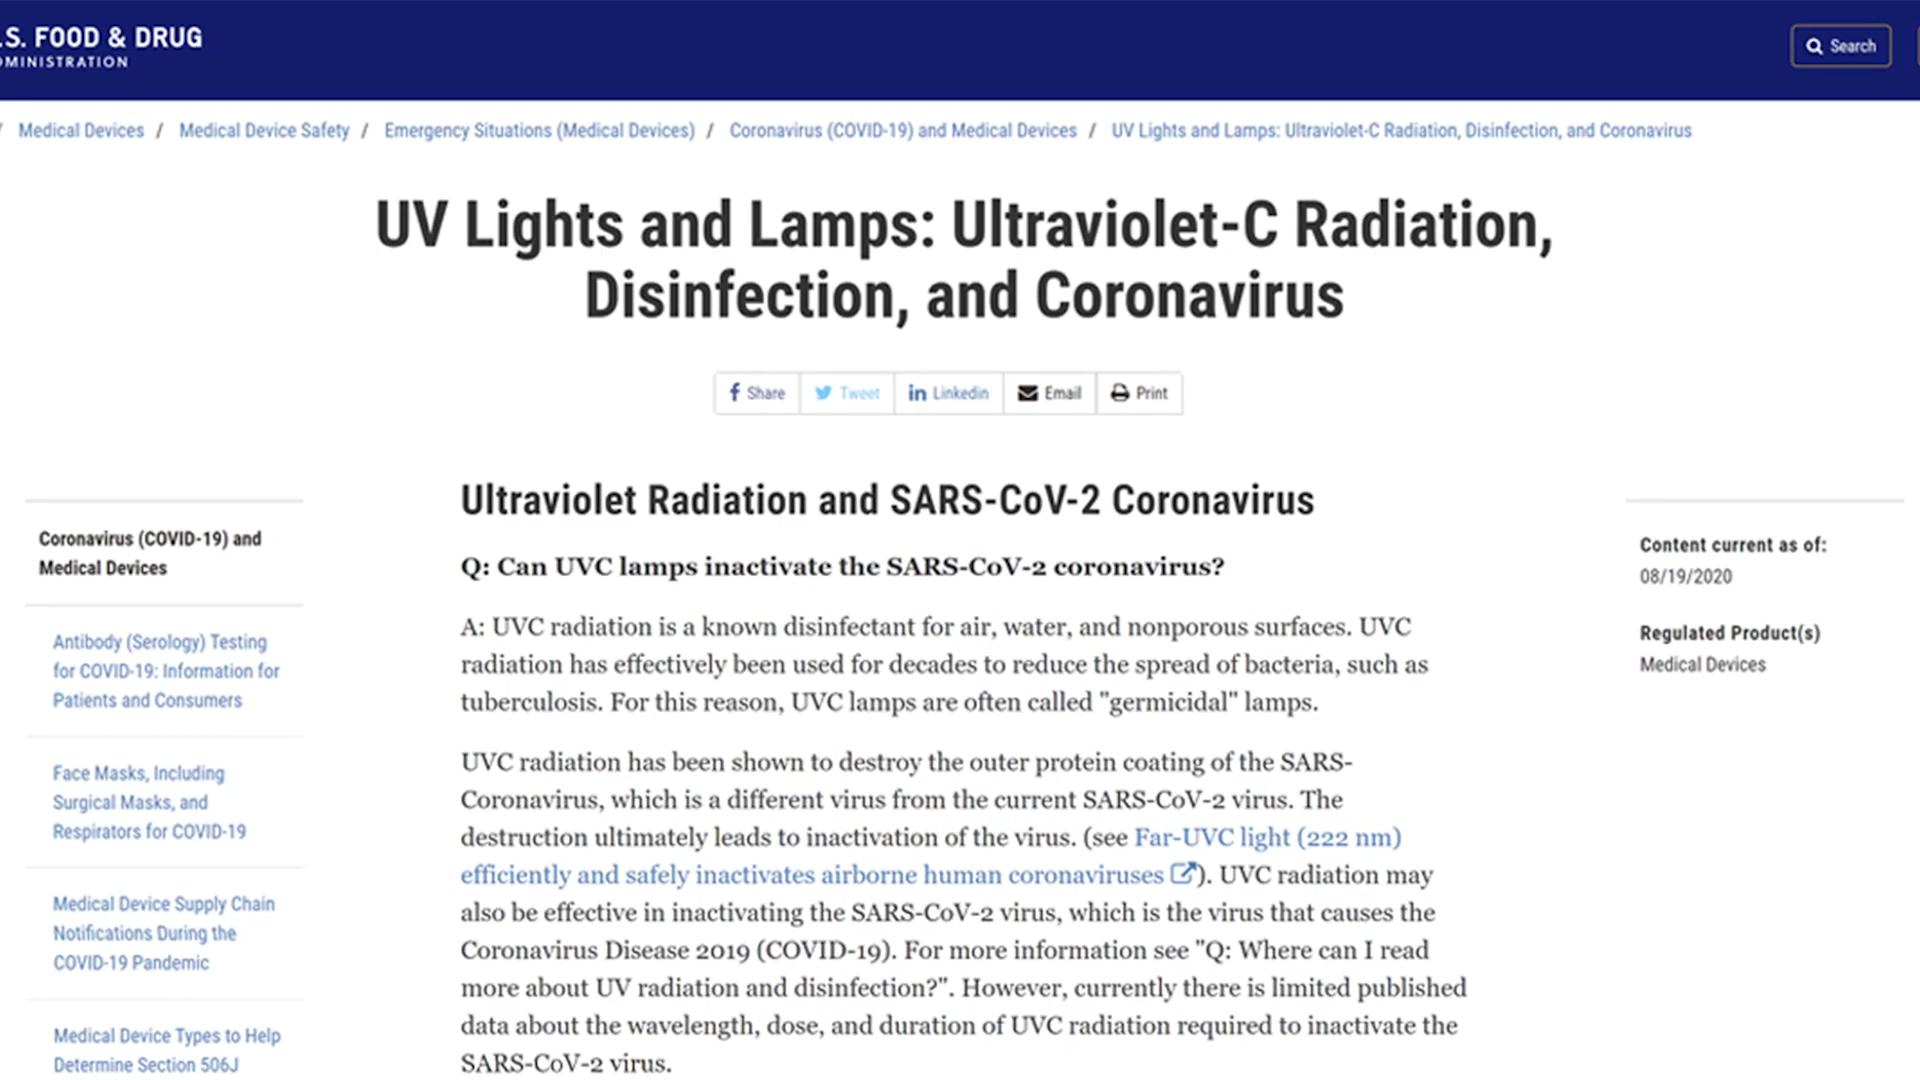 .S. FOOD & DRUG
MINISTRATION
Search
/ Medical Devices / Medical Device Safety / Emergency Situations (Medical Devices) / Coronavirus (COVID-19) and Medical Devices / UV Lights and Lamps: Ultraviolet-C Radiation, Disinfection, and Coronavirus
UV Lights and Lamps: Ultraviolet-C Radiation,
Disinfection, and Coronavirus
Share Tweet Linkedin Email Print
Coronavirus (COVID-19) and
Medical Devices
Antibody (Serology) Testing
for COVID-19: Information for
Patients and Consumers
Face Masks, Including
Surgical Masks, and
Respirators for COVID-19
Medical Device Supply Chain
Notifications During the
COVID-19 Pandemic
Medical Device Types to Help
Determine Section 506J
Ultraviolet Radiation and SARS-CoV-2 Coronavirus
Q: Can UVC lamps inactivate the SARS-CoV-2 coronavirus?
A: UVC radiation is a known disinfectant for air, water, and nonporous surfaces. UVC
radiation has effectively been used for decades to reduce the spread of bacteria, such as
tuberculosis. For this reason, UVC lamps are often called "germicidal" lamps.
UVC radiation has been shown to destroy the outer protein coating of the SARS-
Coronavirus, which is a different virus from the current SARS-CoV-2 virus. The
destruction ultimately leads to inactivation of the virus. (see Far-UVC light (222 nm)
efficiently and safely inactivates airborne human coronaviruses ). UVC radiation may
also be effective in inactivating the SARS-CoV-2 virus, which is the virus that causes the
Coronavirus Disease 2019 (COVID-19). For more information see "Q: Where can I read
more about UV radiation and disinfection?". However, currently there is limited published
data about the wavelength, dose, and duration of UVC radiation required to inactivate the
SARS-CoV-2 virus.
Content current as of:
08/19/2020
Regulated Product(s)
Medical Devices